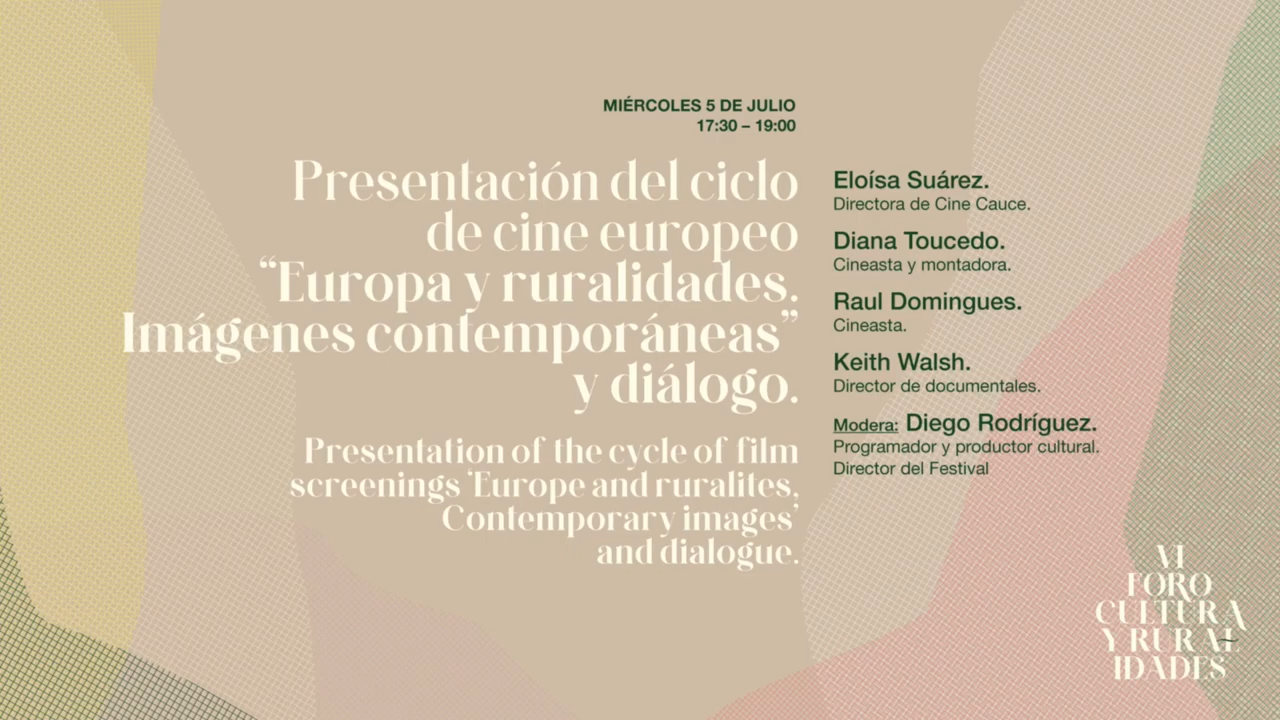 MIÉRCOLES 5 DE JULIO
17:30 – 19:00
Presentación del ciclo
de cine europeo
“Europa y ruralidades.
Imágenes contemporáneas”
y diálogo.
Presentation of the cycle of film
screenings ‘Europe and ruralites,
Contemporary images’
and dialogue.
Eloísa Suárez.
Directora de Cine Cauce.
Diana Toucedo.
Cineasta y montadora.
Raul Domingues.
Cineasta.
Keith Walsh.
Director de documentales.
Modera: Diego Rodríguez.
Programador y productor cultural.
Director del Festival
VI
FORO
CULTURA
Y RURAL
IDADES